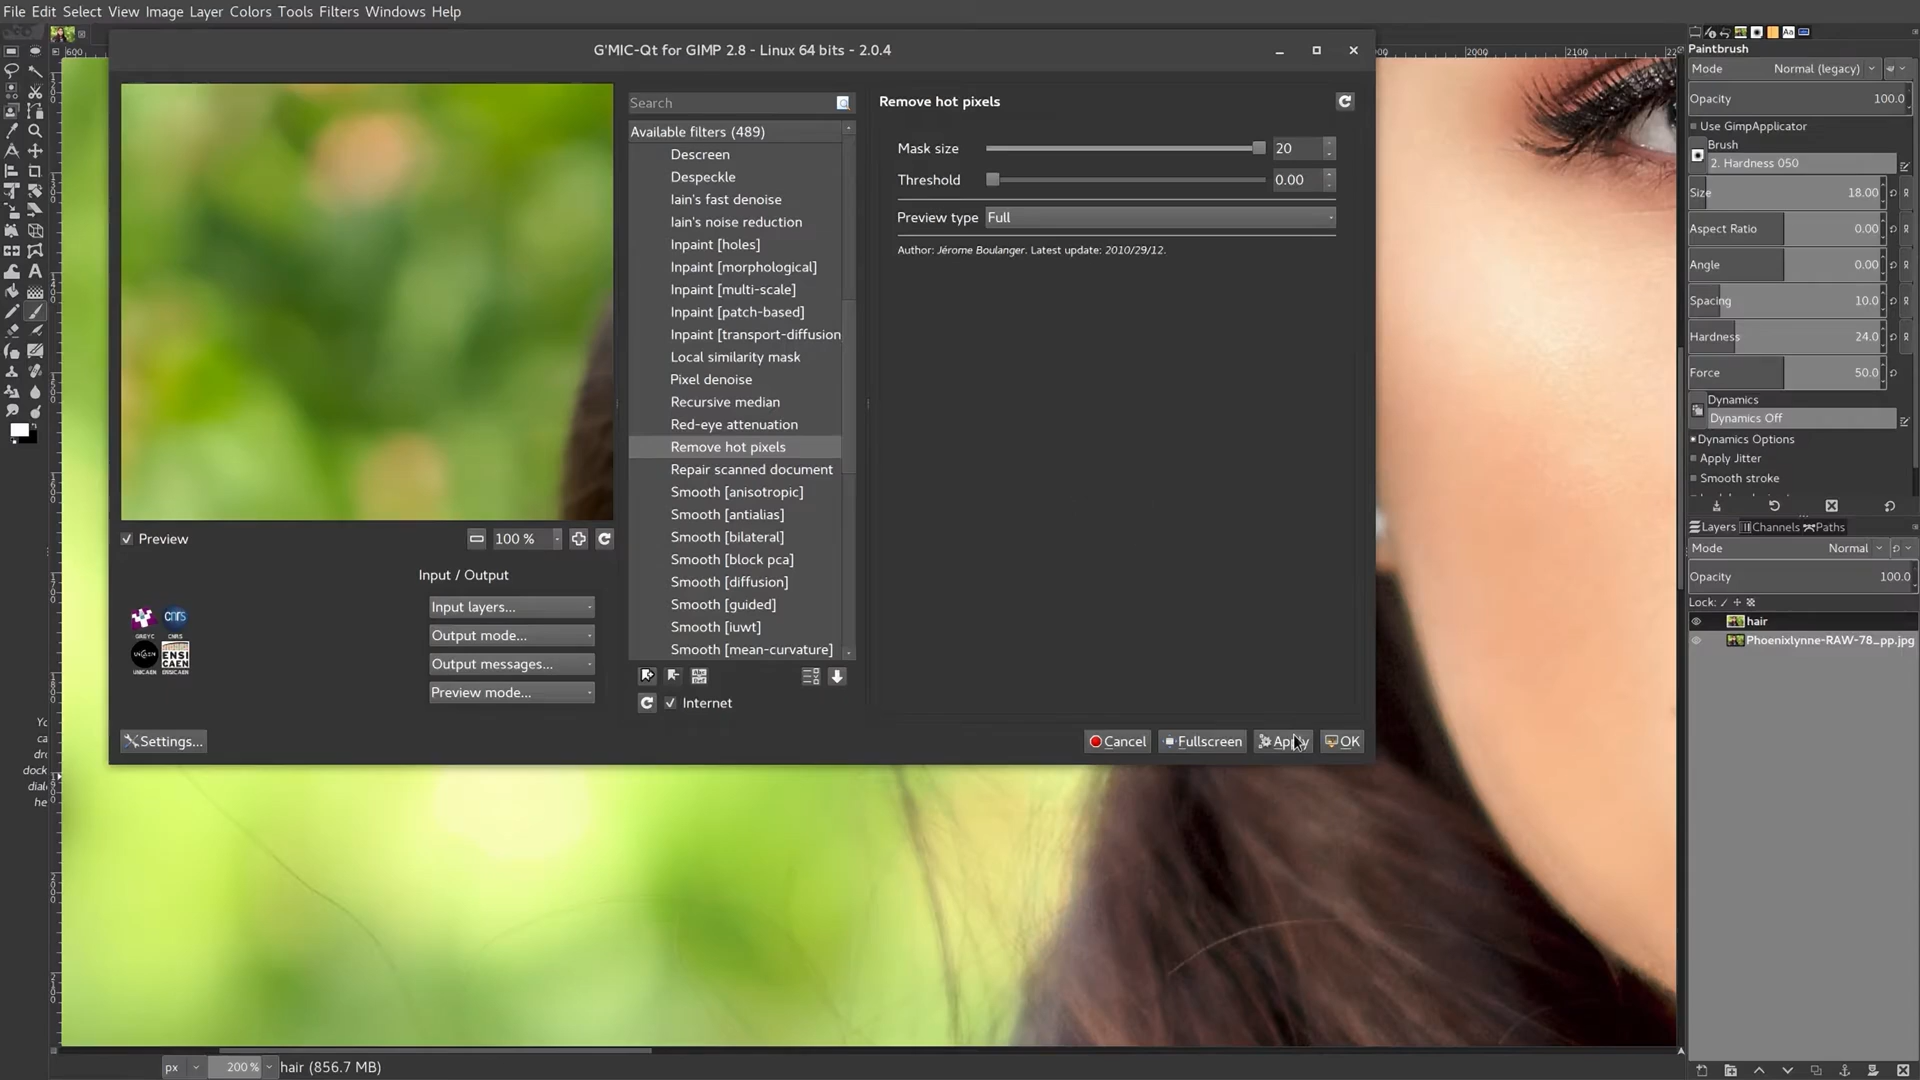 File Edit Select View Image Layer Colors Tools Filters Windows Help
G'MIC-Qt for GIMP 2.8 - Linux 64 bits - 2.0.4
Search
Available filters (489)
Descreen
Despeckle
Iain's fast denoise
Iain's noise reduction
Inpaint [holes]
Inpaint [morphological]
Inpaint [multi-scale]
Inpaint [patch-based]
Inpaint [transport-diffusion
Local similarity mask
Pixel denoise
Recursive median
Red-eye attenuation
Remove hot pixels
Repair scanned document
Smooth [anisotropic]
Smooth [antialias]
Smooth [bilateral]
Smooth [block pca]
Smooth [diffusion]
Smooth [guided]
Smooth [iuwt]
Smooth [mean-curvature]
Internet
Remove hot pixels
Mask size 20
Threshold 0.00
Preview type Full
Author: Jérome Boulanger. Latest update: 2010/29/12.
Preview 100 %
Input / Output
Input layers...
Output mode...
Output messages...
Preview mode...
GREYC CNRS
UNICAEN ENSICAEN
Settings...
Cancel Fullscreen Apply OK
Paintbrush
Mode Normal (legacy)
Opacity 100.0
Use GimpApplicator
Brush
2. Hardness 050
Size 18.00
Aspect Ratio 0.00
Angle 0.00
Spacing 10.0
Hardness 24.0
Force 50.0
Dynamics
Dynamics Off
Dynamics Options
Apply Jitter
Smooth stroke
Layers Channels Paths
Mode Normal
Opacity 100.0
Lock:
hair
Phoenixlynne-RAW-78_pp.jpg
px 200 % hair (856.7 MB)